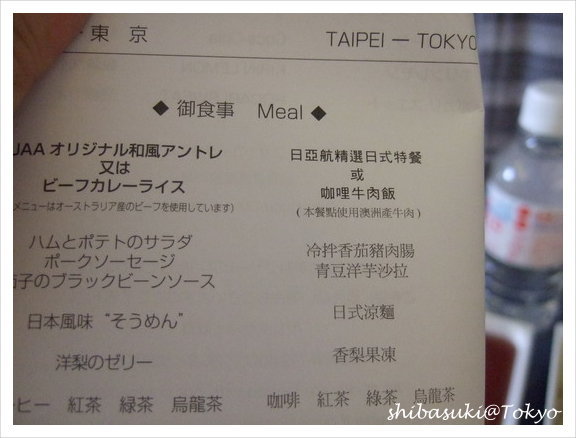 東 京
TAIPEI — TOKYO
◆ 御食事 Meal ◆
JAA オリジナル和風アントレ
又は
ビーフカレーライス
メニューはオーストラリア産のビーフを使用しています)
ハムとポテトのサラダ
ポークソーセージ
茄子のブラックビーンソース
日本風味 “そうめん”
洋梨のゼリー
コーヒー 紅茶 緑茶 烏龍茶
日亞航精選日式特餐
或
咖哩牛肉飯
( 本餐點使用澳洲產牛肉 )
冷拌香茄豬肉腸
青豆洋芋沙拉
日式涼麵
香梨果凍
咖啡 紅茶 綠茶 烏龍茶
shibasuki@Tokyo